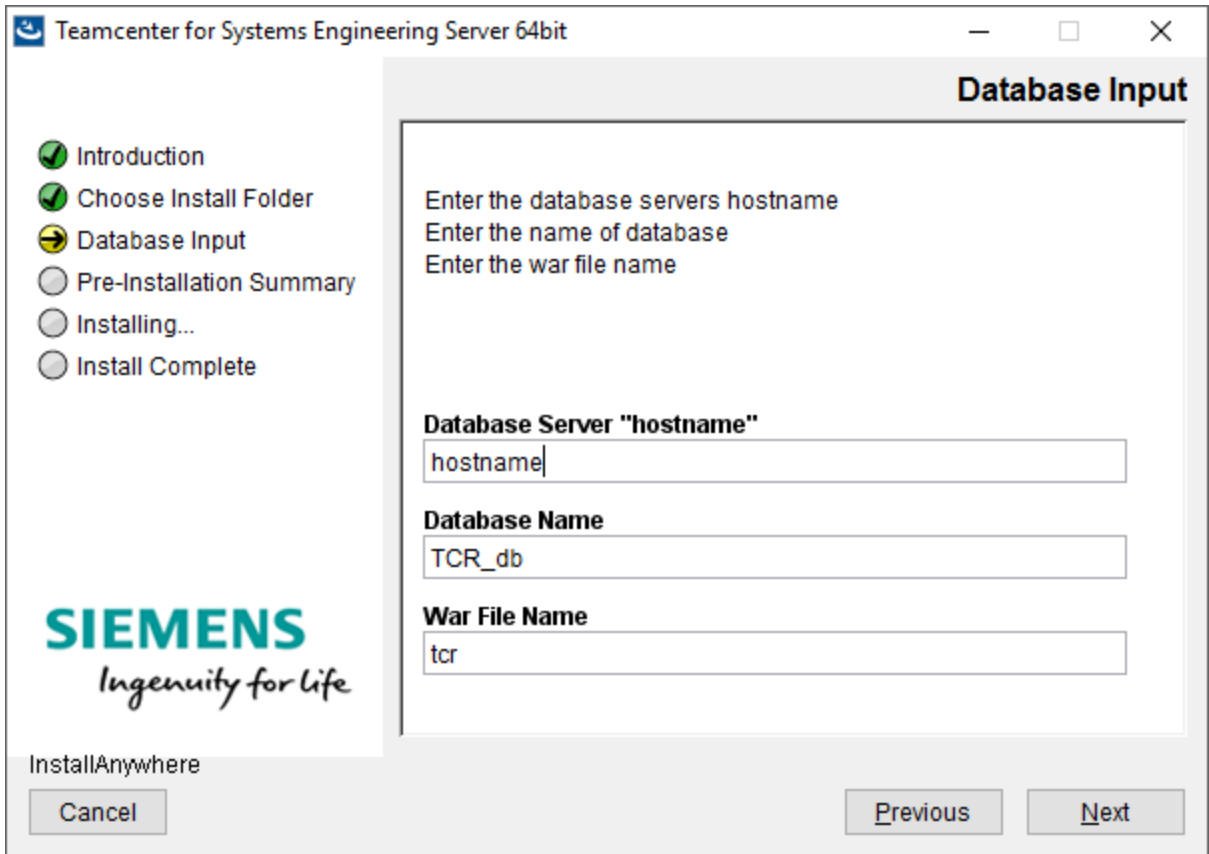 Teamcenter for Systems Engineering Server 64bit
Database Input
Introduction
Choose Install Folder
Database Input
Pre-Installation Summary
Installing...
Install Complete
Enter the database servers hostname
Enter the name of database
Enter the war file name
Database Server "hostname"
hostname
Database Name
TCR_db
War File Name
tcr
SIEMENS
Ingenuity for life
InstallAnywhere
Cancel
Previous
Next